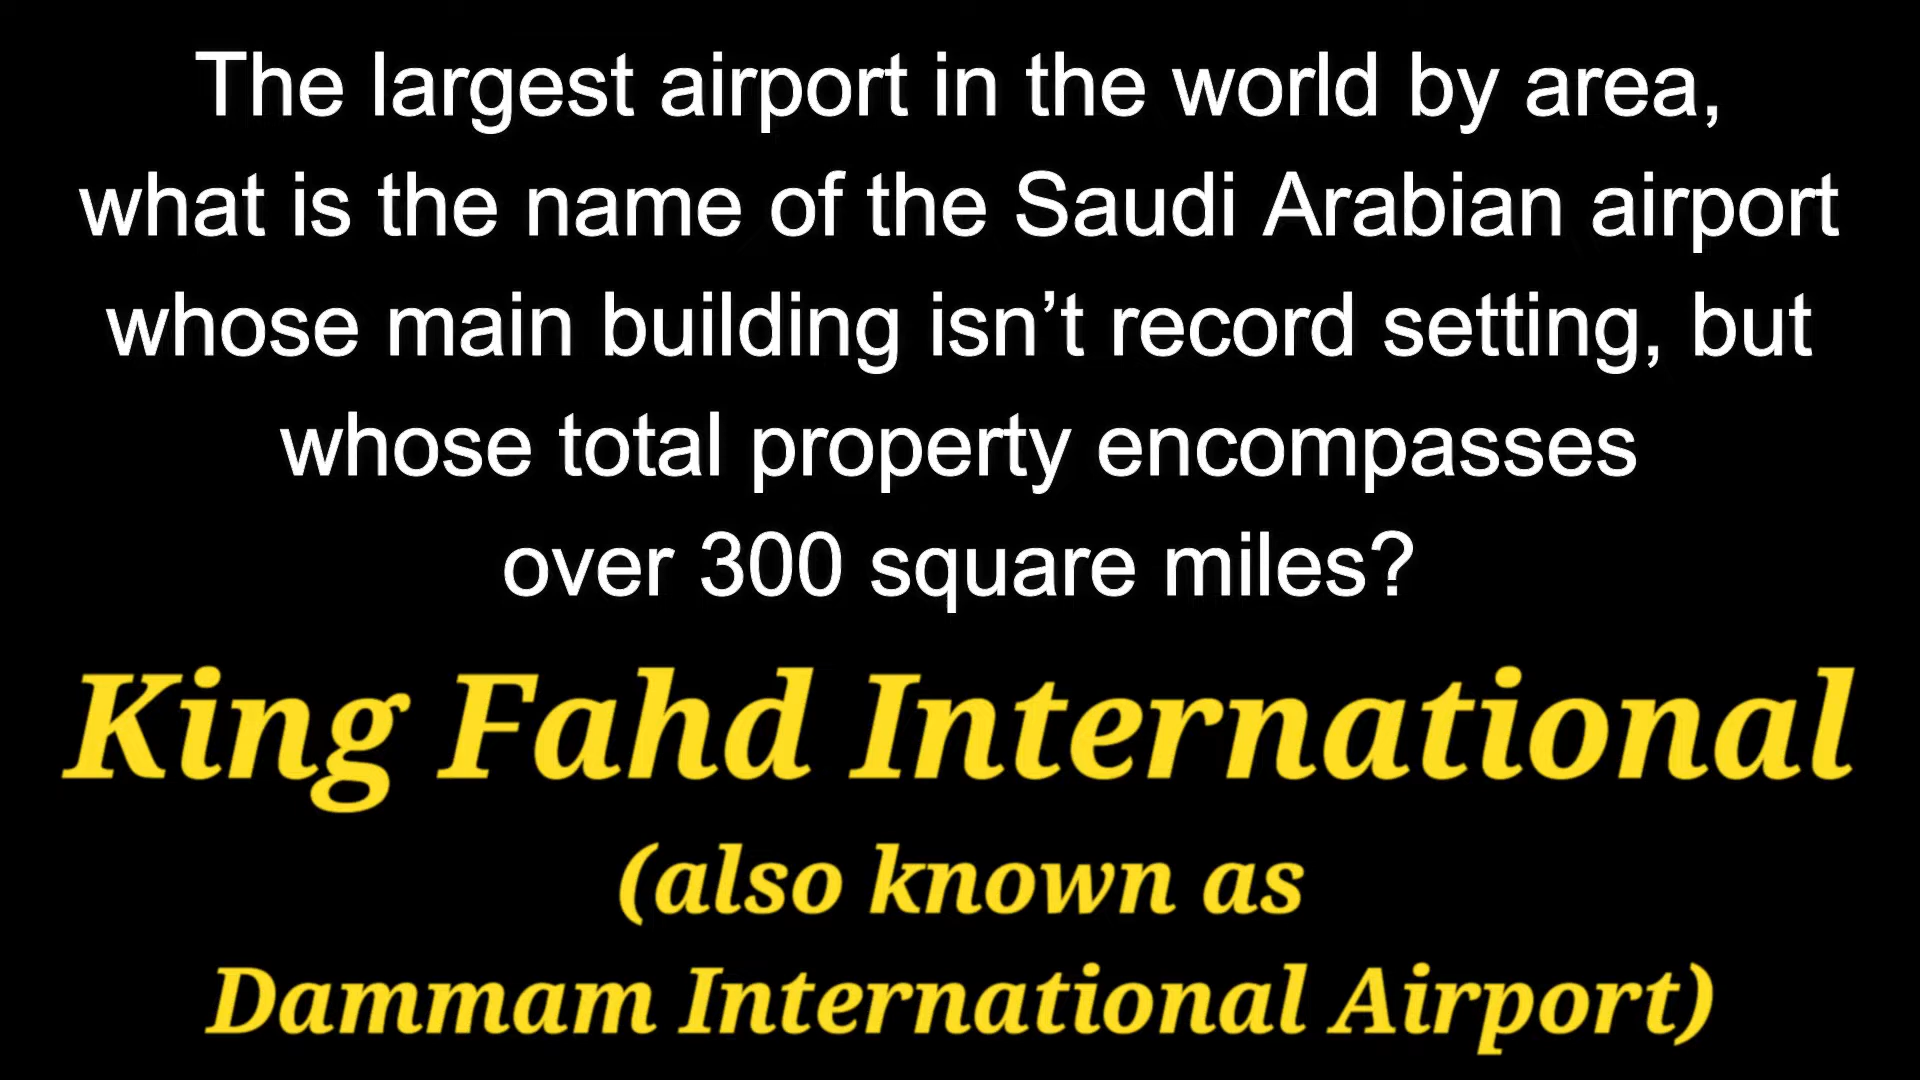 The largest airport in the world by area,
what is the name of the Saudi Arabian airport
whose main building isn’t record setting, but
whose total property encompasses
over 300 square miles?
King Fahd International
(also known as
Dammam International Airport)